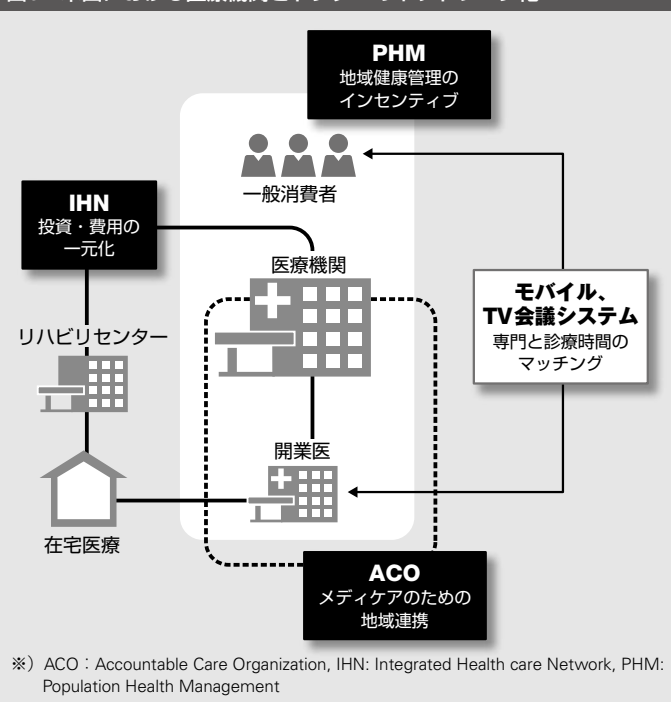 PHM
地域健康管理の
インセンティブ
一般消費者
IHN
投資・費用の
一元化
医療機関
モバイル、
TV会議システム
専門と診療時間の
マッチング
リハビリセンター
開業医
在宅医療
ACO
メディケアのための
地域連携
※）ACO：Accountable Care Organization, IHN: Integrated Health care Network, PHM:
Population Health Management